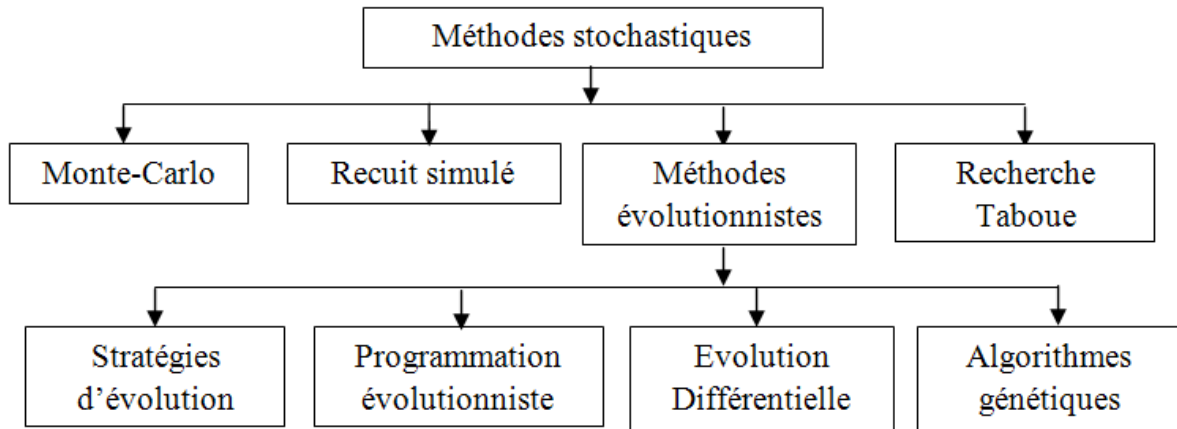 Méthodes stochastiques
Monte-Carlo
Recuit simulé
Méthodes
évolutionnistes
Recherche
Taboue
Stratégies
d’évolution
Programmation
évolutionniste
Evolution
Différentielle
Algorithmes
génétiques